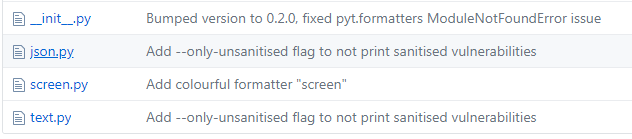 __init__.py Bumped version to 0.2.0, fixed pyt.formatters ModuleNotFoundError issue
json.py Add --only-unsanitised flag to not print sanitised vulnerabilities
screen.py Add colourful formatter "screen"
text.py Add --only-unsanitised flag to not print sanitised vulnerabilities